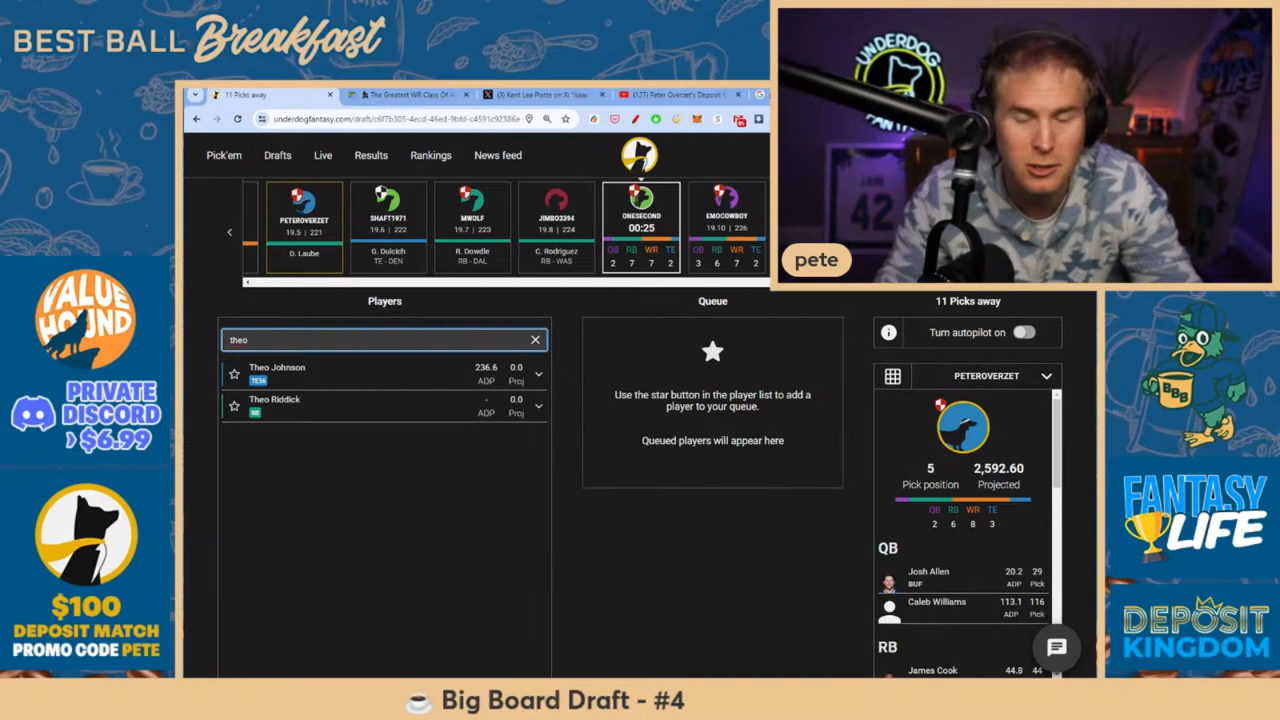 BEST BALL Breakfast
11 Picks away
The Greatest WR Class Of A
(3) Kent Lee Platte on X: "Isaac
(127) Peter Overzet's Deposit K
underdogfantasy.com/draft/c6f7b305-4ecd-46ed-9bfd-c4591c92386e
Pick'em
Drafts
Live
Results
Rankings
News feed
PETEROVERZET
19.5 | 221
D. Laube
SHAFT1971
19.6 | 222
G. Dulcich
TE - DEN
MWOLF
19.7 | 223
R. Dowdle
RB - DAL
JIMBO3394
19.8 | 224
C. Rodriguez
RB - WAS
ONESECOND
00:25
QB RB WR TE
2 7 7 2
EMOCOWBOY
19.10 | 226
QB RB WR TE
3 6 7 2
UNDERDOG
FANTASY
42
pete
Players
theo
Theo Johnson
TE36
236.6 0.0
ADP Proj
Theo Riddick
RB
- 0.0
ADP Proj
Queue
Use the star button in the player list to add a
player to your queue.
Queued players will appear here
11 Picks away
Turn autopilot on
PETEROVERZET
5 2,592.60
Pick position Projected
QB RB WR TE
2 6 8 3
QB
Josh Allen 20.2 29
BUF ADP Pick
Caleb Williams 113.1 116
ADP Pick
RB
James Cook 44.8 44
VALUE
HOUND
PRIVATE
DISCORD
> $6.99
$100
DEPOSIT MATCH
PROMO CODE PETE
BBB
FANTASY
LIFE
DEPOSIT
KINGDOM
Big Board Draft - #4